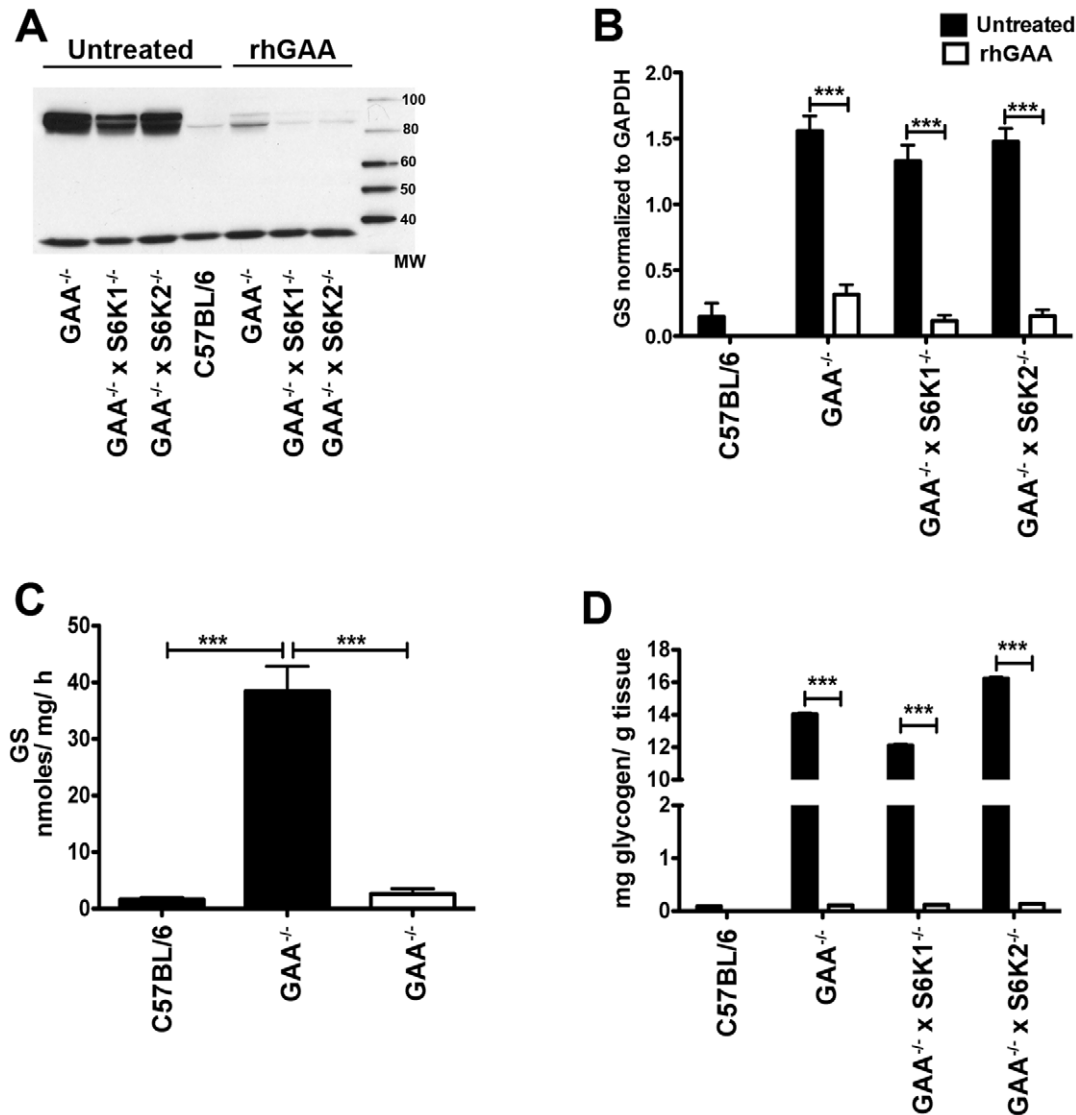 A
Untreated
rhGAA
100
80
60
50
40
MW
GAA-/-
GAA-/- x S6K1-/-
GAA-/- x S6K2-/-
C57BL/6
GAA-/-
GAA-/- x S6K1-/-
GAA-/- x S6K2-/-
B
Untreated
rhGAA
GS normalized to GAPDH
2.0
1.5
1.0
0.5
0.0
***
***
***
C57BL/6
GAA-/-
GAA-/- x S6K1-/-
GAA-/- x S6K2-/-
C
GS
nmoles/ mg/ h
50
40
30
20
10
0
***
***
C57BL/6
GAA-/-
GAA-/-
D
mg glycogen/ g tissue
18
16
14
12
10
2
1
0
***
***
***
C57BL/6
GAA-/-
GAA-/- x S6K1-/-
GAA-/- x S6K2-/-